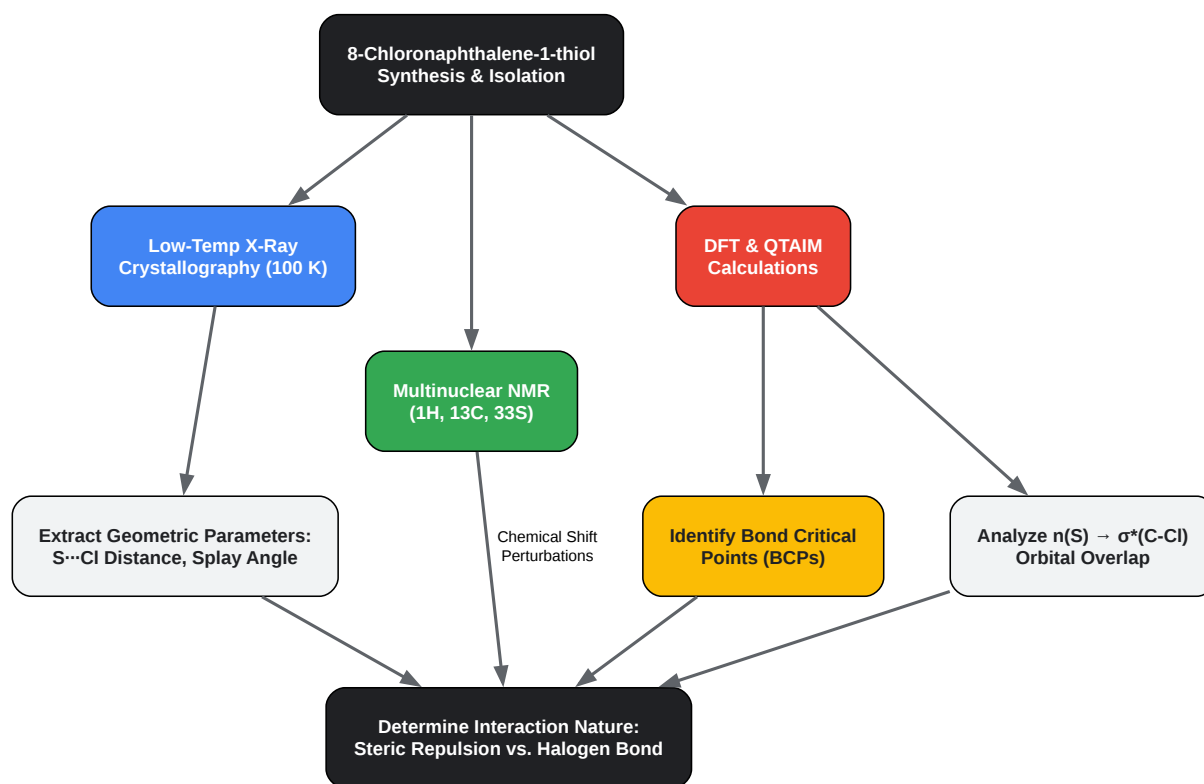 8-Chloronaphthalene-1-thiol
Synthesis & Isolation
Low-Temp X-Ray
Crystallography (100 K)
DFT & QTAIM
Calculations
Multinuclear NMR
(1H, 13C, 33S)
Extract Geometric Parameters:
S···Cl Distance, Splay Angle
Chemical Shift
Perturbations
Identify Bond Critical
Points (BCPs)
Analyze n(S) → σ*(C-Cl)
Orbital Overlap
Determine Interaction Nature:
Steric Repulsion vs. Halogen Bond